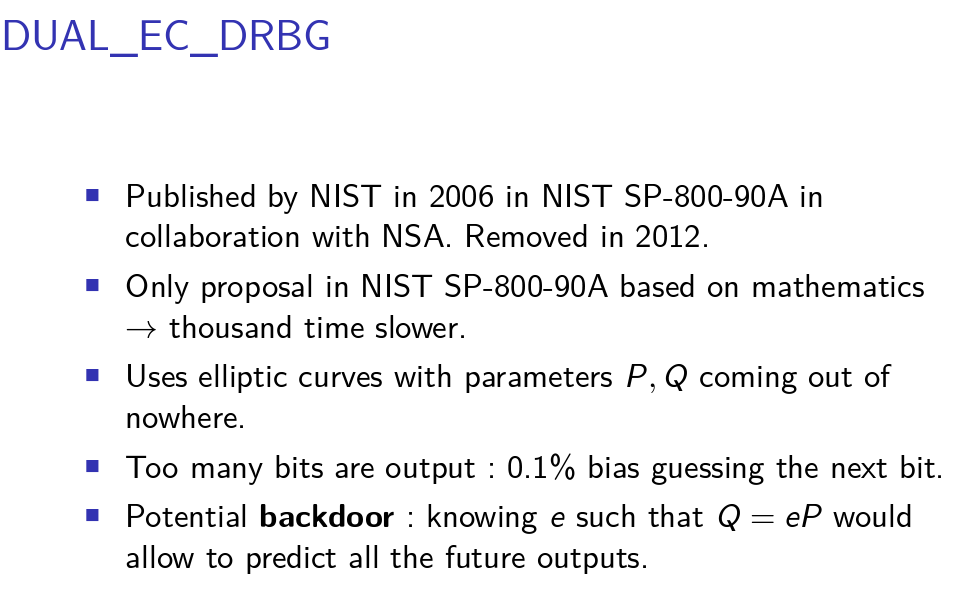 DUAL_EC_DRBG
Published by NIST in 2006 in NIST SP-800-90A in
collaboration with NSA. Removed in 2012.
Only proposal in NIST SP-800-90A based on mathematics
→ thousand time slower.
Uses elliptic curves with parameters P, Q coming out of
nowhere.
Too many bits are output : 0.1% bias guessing the next bit.
Potential backdoor : knowing e such that Q = eP would
allow to predict all the future outputs.